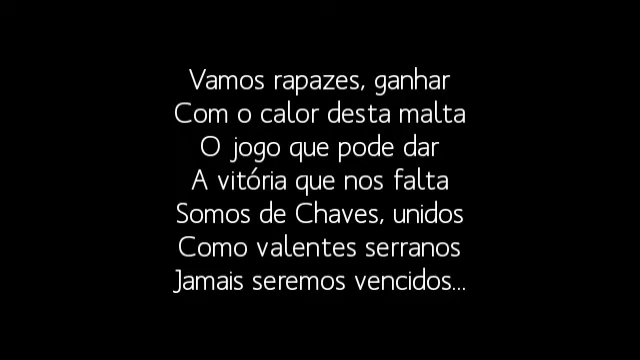 Vamos rapazes, ganhar
Com o calor desta malta
O jogo que pode dar
A vitória que nos falta
Somos de Chaves, unidos
Como valentes serranos
Jamais seremos vencidos...